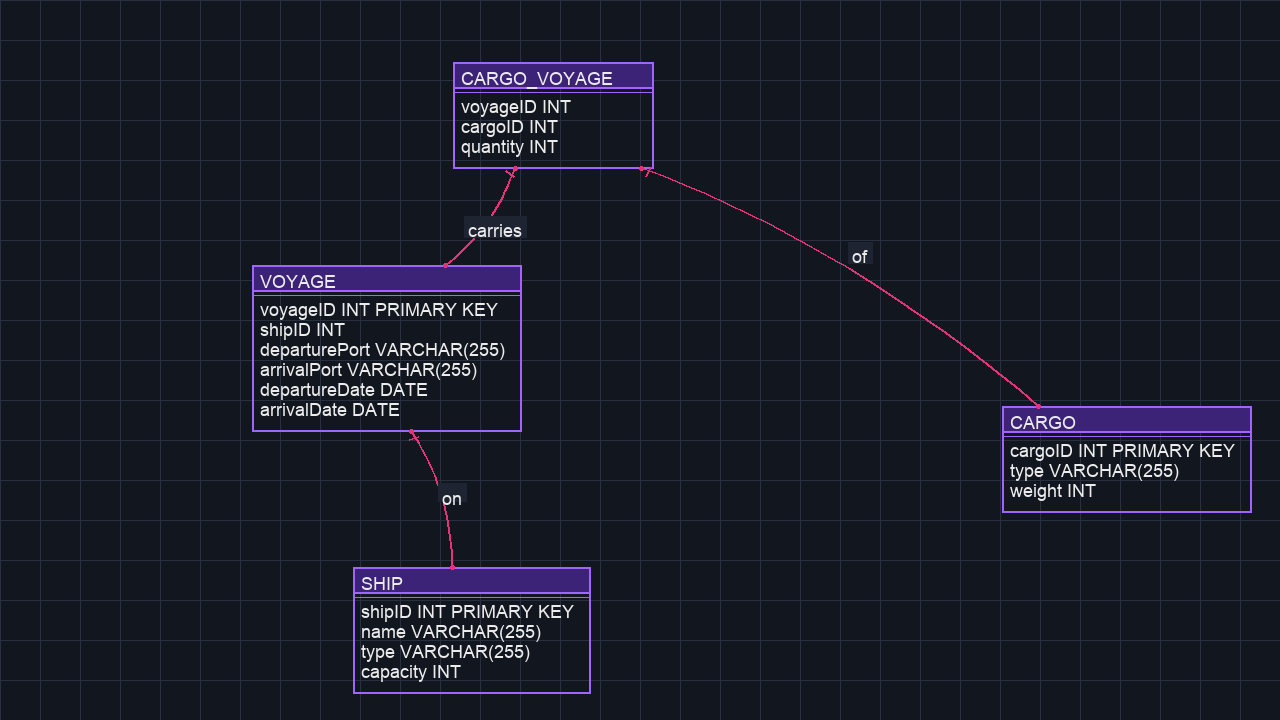 CARGO_VOYAGE
voyageID INT
cargoID INT
quantity INT
carries
of
VOYAGE
voyageID INT PRIMARY KEY
shipID INT
departurePort VARCHAR(255)
arrivalPort VARCHAR(255)
departureDate DATE
arrivalDate DATE
CARGO
cargoID INT PRIMARY KEY
type VARCHAR(255)
weight INT
on
SHIP
shipID INT PRIMARY KEY
name VARCHAR(255)
type VARCHAR(255)
capacity INT